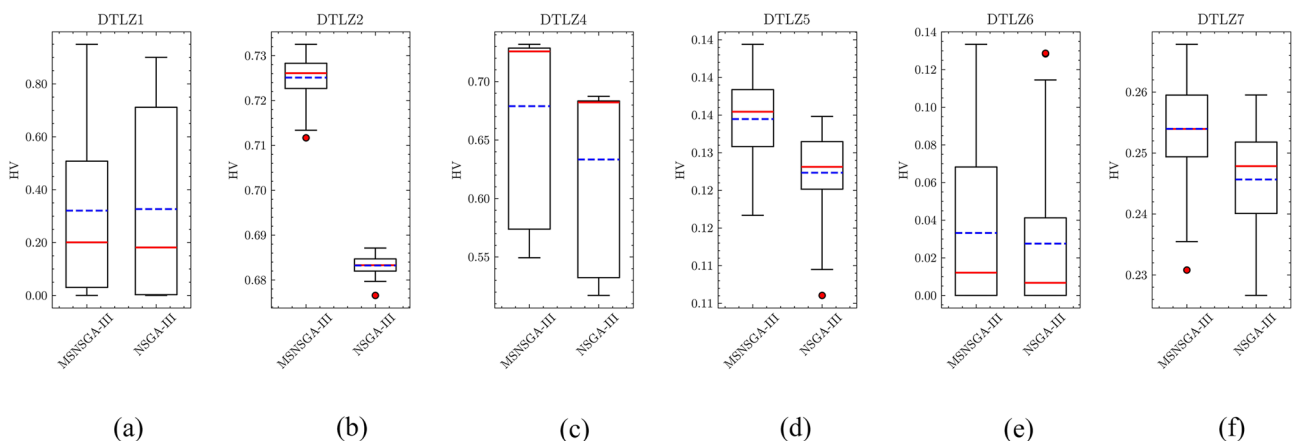 DTLZ1
HV
0.80
0.60
0.40
0.20
0.00
MSNSGA-III
NSGA-III
(a)
DTLZ2
HV
0.73
0.72
0.71
0.70
0.69
0.68
MSNSGA-III
NSGA-III
(b)
DTLZ4
HV
0.70
0.65
0.60
0.55
MSNSGA-III
NSGA-III
(c)
DTLZ5
HV
0.14
0.14
0.14
0.13
0.12
0.12
0.11
0.11
MSNSGA-III
NSGA-III
(d)
DTLZ6
HV
0.14
0.12
0.10
0.08
0.06
0.04
0.02
0.00
MSNSGA-III
NSGA-III
(e)
DTLZ7
HV
0.26
0.25
0.24
0.23
MSNSGA-III
NSGA-III
(f)